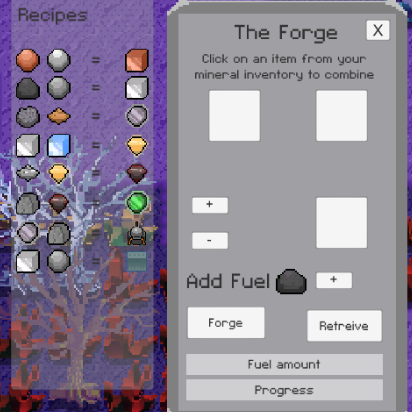 Recipes
=
=
=
=
=
=
=
=
The Forge
X
Click on an item from your
mineral inventory to combine
+
-
Add Fuel
+
Forge
Retreive
Fuel amount
Progress